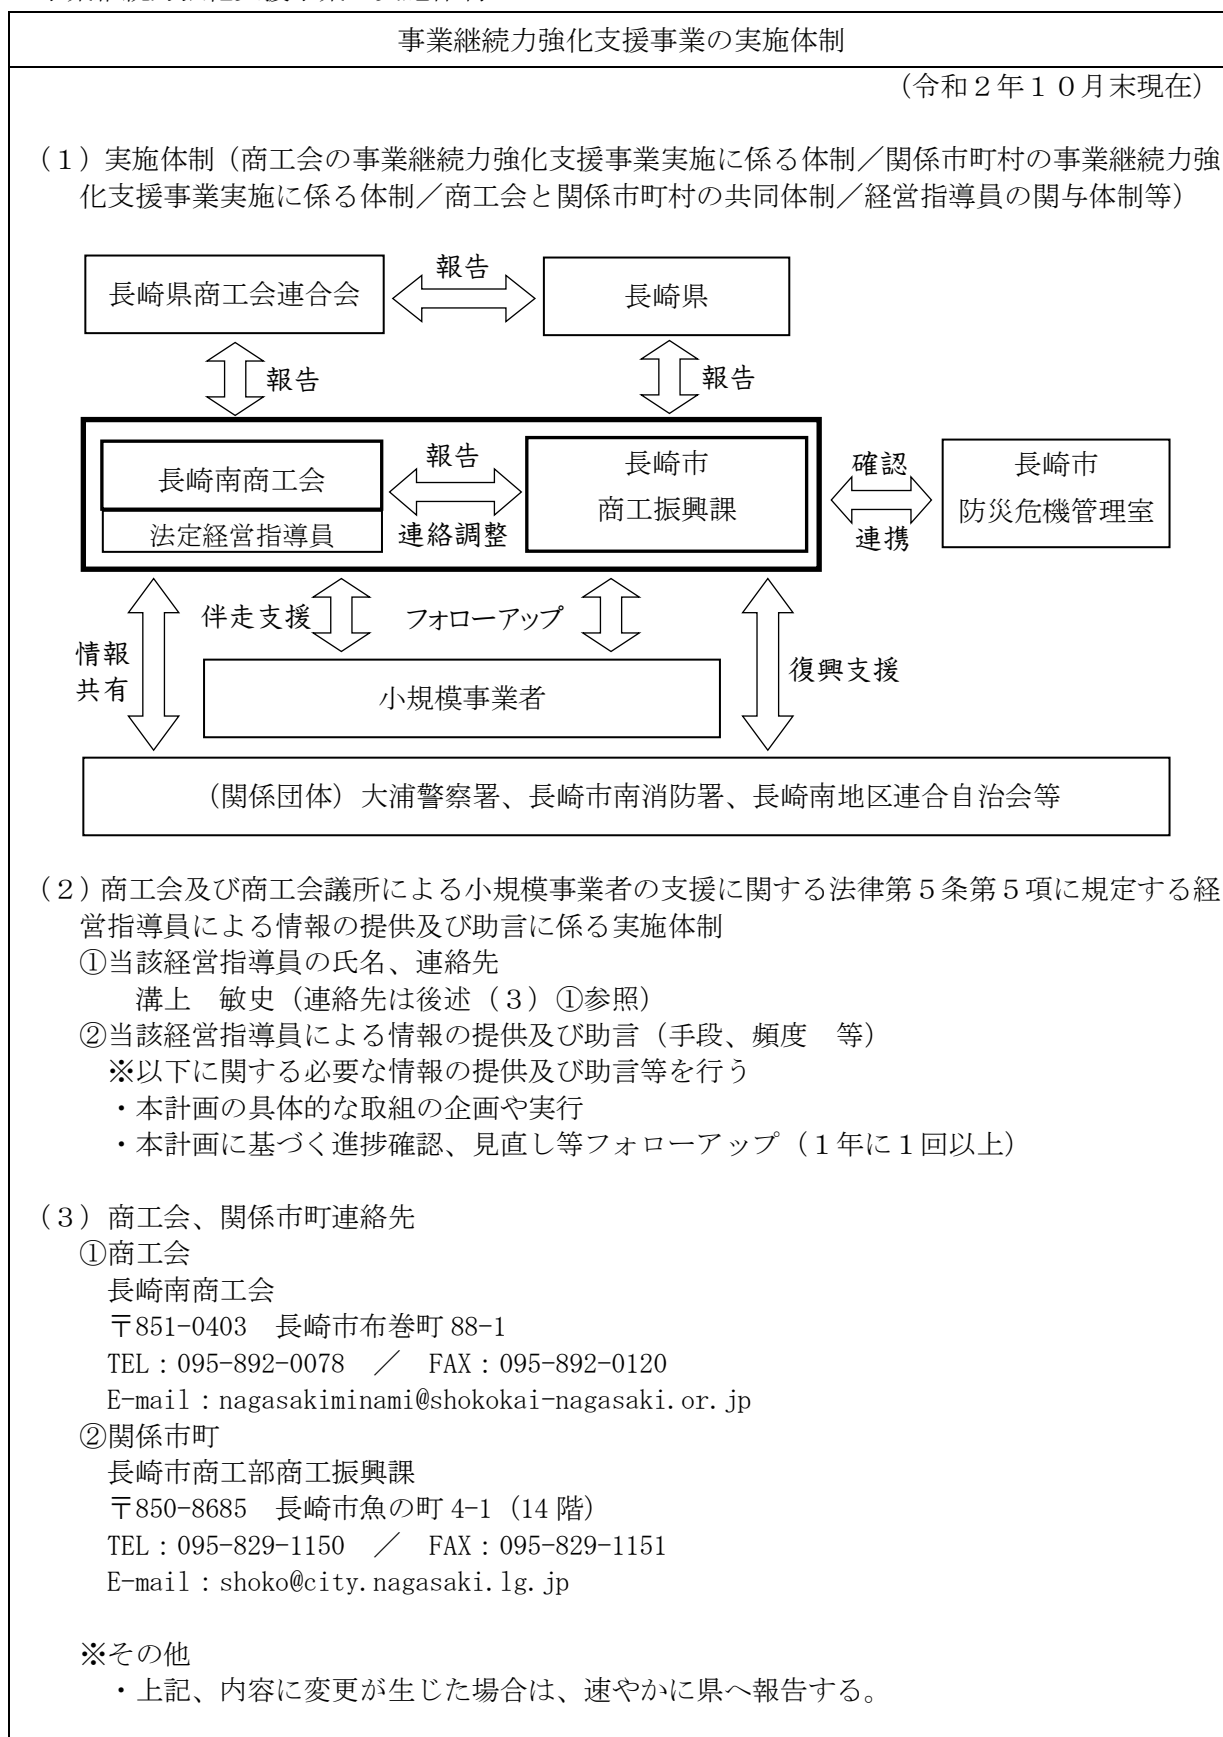 事業継続力強化支援事業の実施体制
（令和２年１０月末現在）
（１）実施体制（商工会の事業継続力強化支援事業実施に係る体制／関係市町村の事業継続力強
化支援事業実施に係る体制／商工会と関係市町村の共同体制／経営指導員の関与体制等）
長崎県商工会連合会
報告
長崎県
報告
報告
長崎南商工会
法定経営指導員
報告
連絡調整
長崎市
商工振興課
確認
連携
長崎市
防災危機管理室
伴走支援
フォローアップ
情報
共有
小規模事業者
復興支援
（関係団体）大浦警察署、長崎市南消防署、長崎南地区連合自治会等
（２）商工会及び商工会議所による小規模事業者の支援に関する法律第５条第５項に規定する経
営指導員による情報の提供及び助言に係る実施体制
①当該経営指導員の氏名、連絡先
溝上　敏史（連絡先は後述（３）①参照）
②当該経営指導員による情報の提供及び助言（手段、頻度　等）
※以下に関する必要な情報の提供及び助言等を行う
・本計画の具体的な取組の企画や実行
・本計画に基づく進捗確認、見直し等フォローアップ（１年に１回以上）
（３）商工会、関係市町連絡先
①商工会
長崎南商工会
〒851-0403　長崎市布巻町 88-1
TEL：095-892-0078　／　FAX：095-892-0120
E-mail：nagasakiminami@shokokai-nagasaki.or.jp
②関係市町
長崎市商工部商工振興課
〒850-8685　長崎市魚の町 4-1（14 階）
TEL：095-829-1150　／　FAX：095-829-1151
E-mail：shoko@city.nagasaki.lg.jp
※その他
・上記、内容に変更が生じた場合は、速やかに県へ報告する。